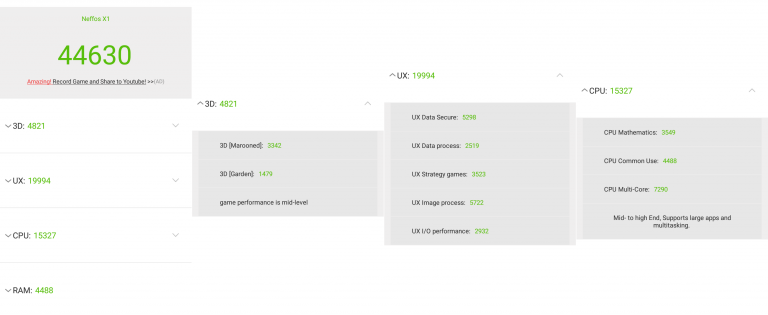 Neffos X1
44630
Amazing! Record Game and Share to Youtube! >>(AD)
3D: 4821
UX: 19994
CPU: 15327
RAM: 4488
3D: 4821
3D [Marooned]: 3342
3D [Garden]: 1479
game performance is mid-level
UX: 19994
UX Data Secure: 5298
UX Data process: 2519
UX Strategy games: 3523
UX Image process: 5722
UX I/O performance: 2932
CPU: 15327
CPU Mathematics: 3549
CPU Common Use: 4488
CPU Multi-Core: 7290
Mid- to high End, Supports large apps and
multitasking.